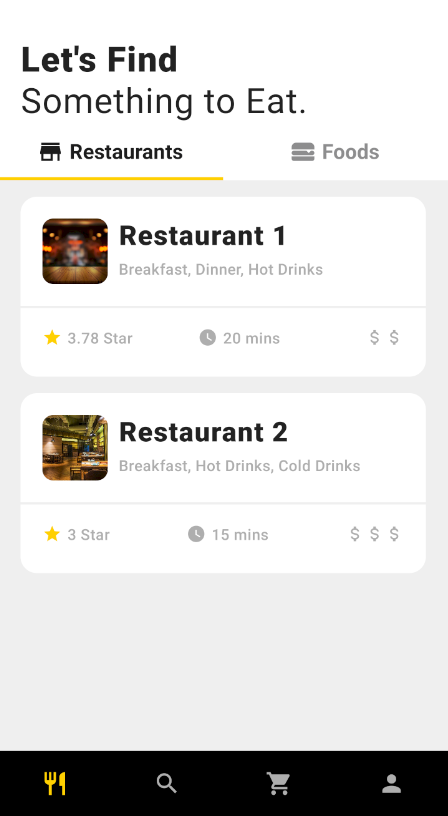 Let's Find
Something to Eat.
Restaurants
Foods
Restaurant 1
Breakfast, Dinner, Hot Drinks
3.78 Star
20 mins
$ $
Restaurant 2
Breakfast, Hot Drinks, Cold Drinks
3 Star
15 mins
$ $ $